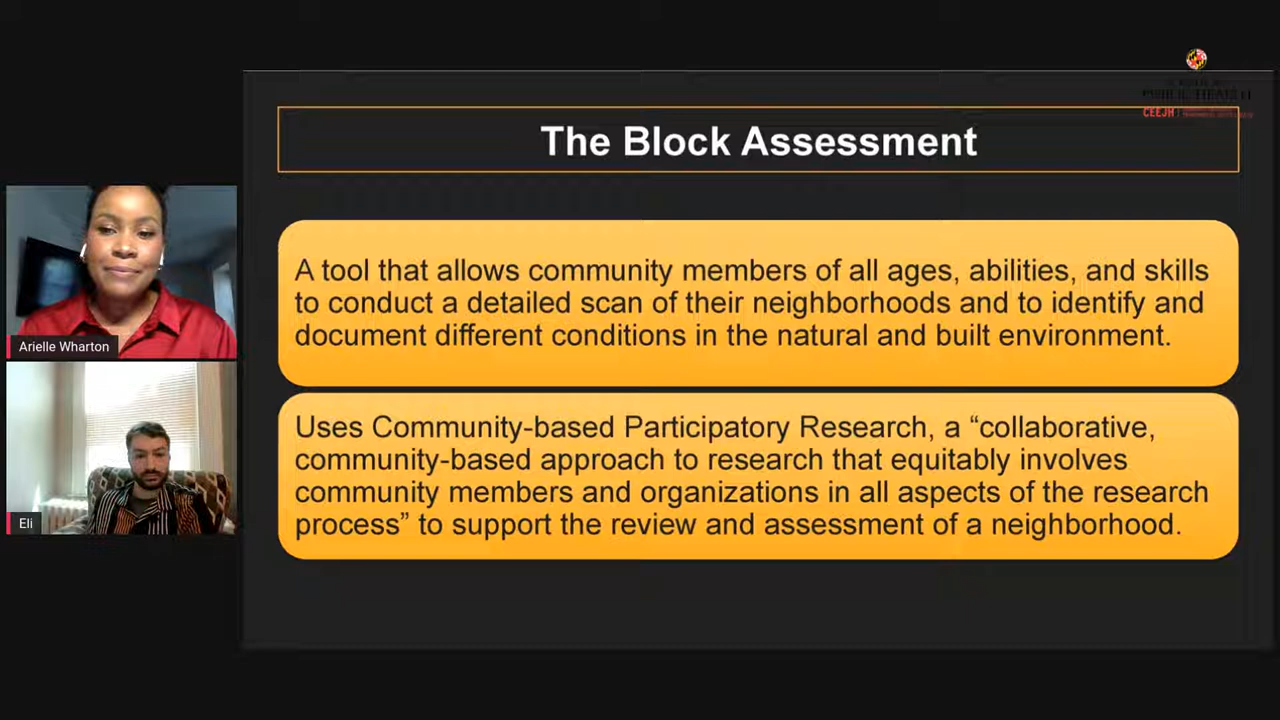 PUBLIC HEALTH
CEEJH
The Block Assessment
A tool that allows community members of all ages, abilities, and skills
to conduct a detailed scan of their neighborhoods and to identify and
document different conditions in the natural and built environment.
Uses Community-based Participatory Research, a “collaborative,
community-based approach to research that equitably involves
community members and organizations in all aspects of the research
process” to support the review and assessment of a neighborhood.
Arielle Wharton
Eli